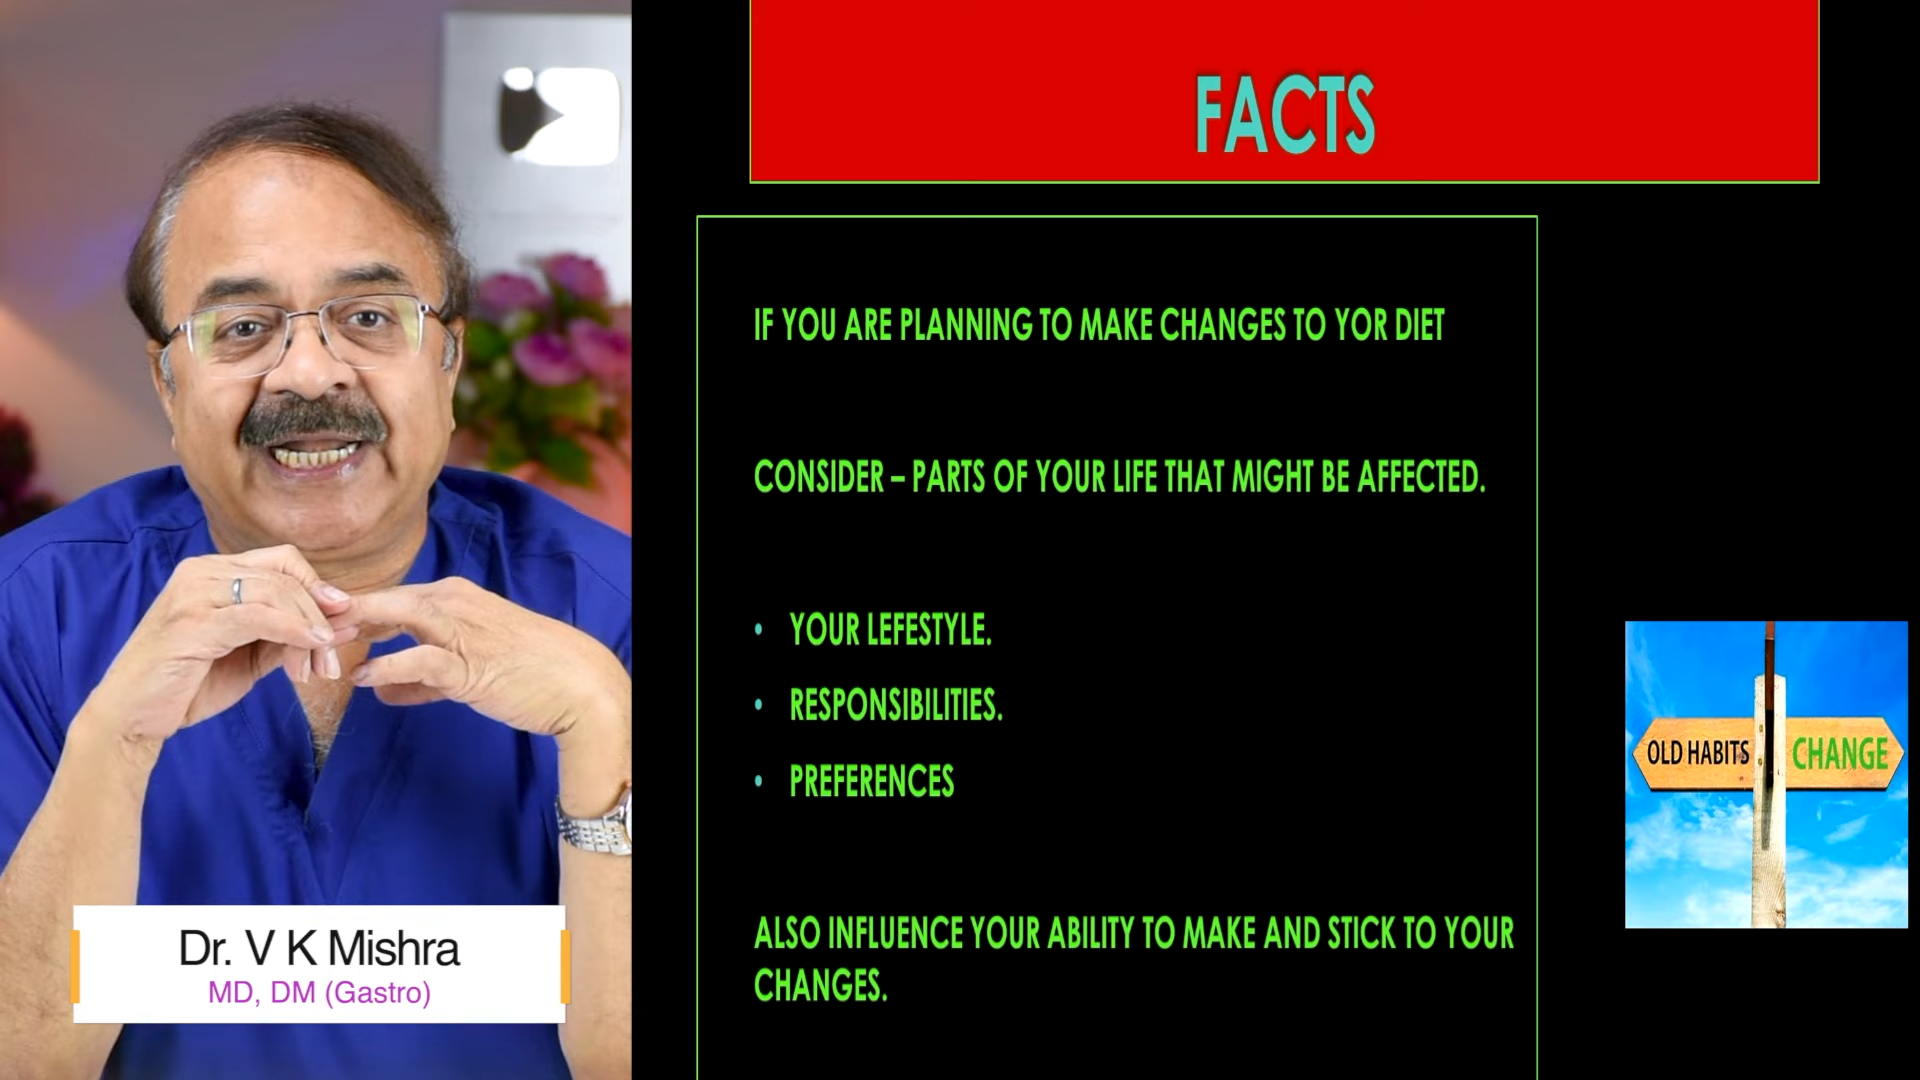 FACTS
IF YOU ARE PLANNING TO MAKE CHANGES TO YOR DIET
CONSIDER – PARTS OF YOUR LIFE THAT MIGHT BE AFFECTED.
• YOUR LEFESTYLE.
• RESPONSIBILITIES.
• PREFERENCES
ALSO INFLUENCE YOUR ABILITY TO MAKE AND STICK TO YOUR
CHANGES.
OLD HABITS
CHANGE
Dr. V K Mishra
MD, DM (Gastro)